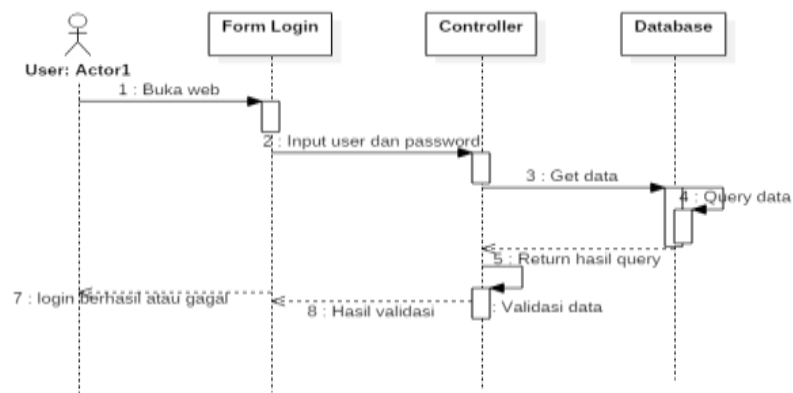 Form Login
Controller
Database
User: Actor1
1 : Buka web
2 : Input user dan password
3 : Get data
4 : Query data
5 : Return hasil query
7 : login berhasil atau gagal
8 : Hasil validasi
: Validasi data